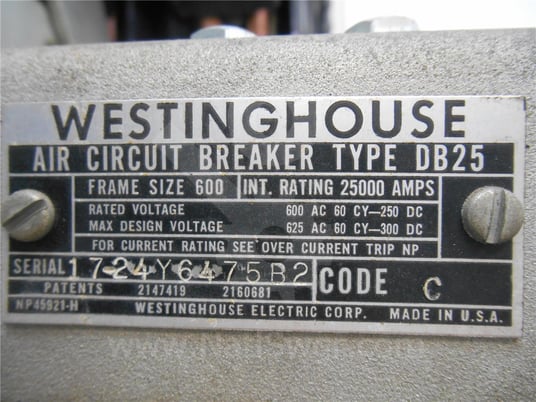 WESTINGHOUSE
AIR CIRCUIT BREAKER TYPE DB25
FRAME SIZE 600 INT. RATING 25000 AMPS
RATED VOLTAGE 600 AC 60 CY—250 DC
MAX DESIGN VOLTAGE 625 AC 60 CY—300 DC
FOR CURRENT RATING SEE OVER CURRENT TRIP NP
SERIAL 17-24Y6475B2 CODE C
PATENTS 2147419 2160681
NP45921-H WESTINGHOUSE ELECTRIC CORP. MADE IN U.S.A.